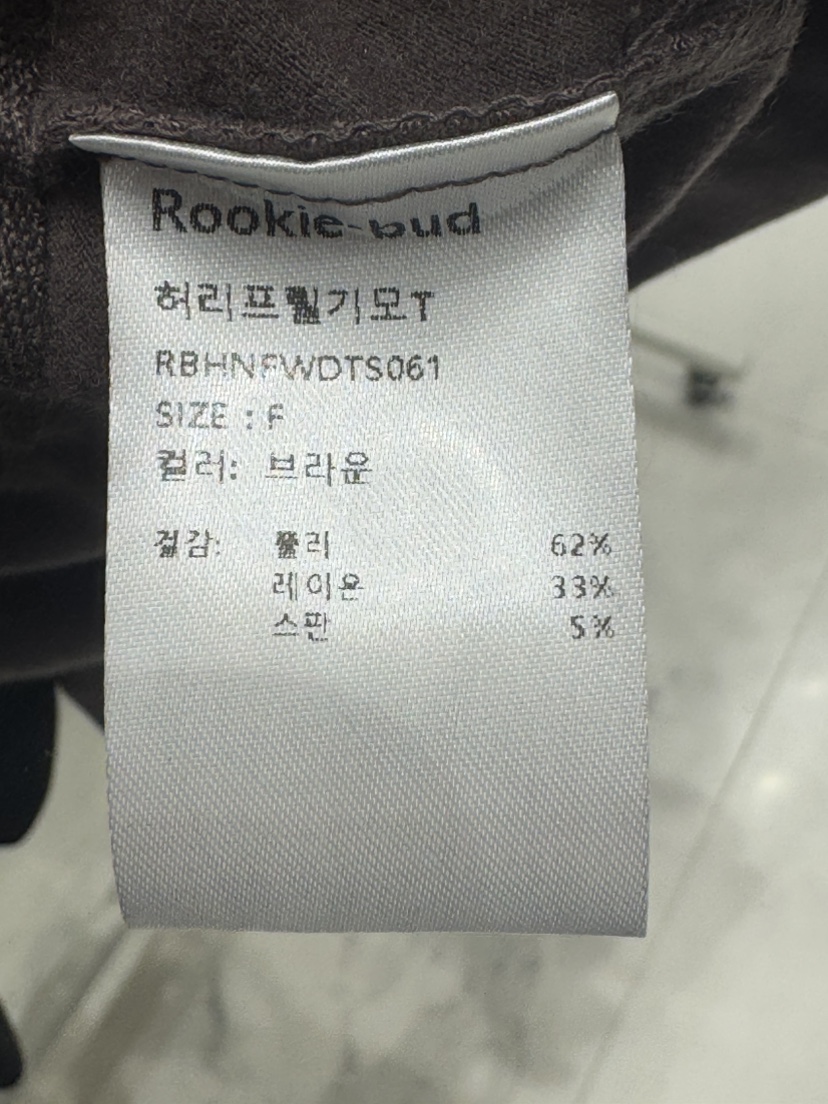 Rookie-bud
허리프릴기모T
RBHNFWDTS061
SIZE : F
컬러: 브라운
겉감: 폴리 62%
레이온 33%
스판 5%